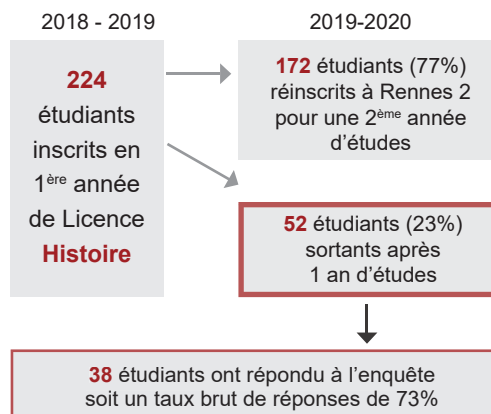 2018 - 2019
2019-2020
224
étudiants
inscrits en
1ère année
de Licence
Histoire
172 étudiants (77%)
réinscrits à Rennes 2
pour une 2ème année
d’études
52 étudiants (23%)
sortants après
1 an d’études
38 étudiants ont répondu à l’enquête
soit un taux brut de réponses de 73%